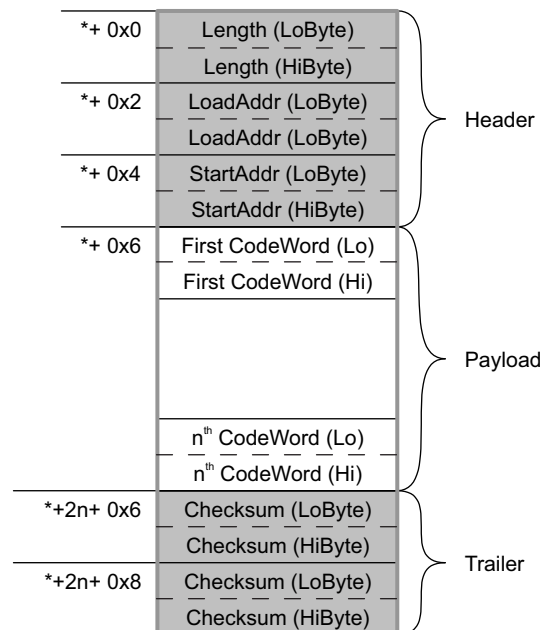 *+ 0x0
Length (LoByte)
Length (HiByte)
*+ 0x2
LoadAddr (LoByte)
LoadAddr (LoByte)
Header
*+ 0x4
StartAddr (LoByte)
StartAddr (HiByte)
*+ 0x6
First CodeWord (Lo)
First CodeWord (Hi)
Payload
nth CodeWord (Lo)
nth CodeWord (Hi)
*+2n+ 0x6
Checksum (LoByte)
Checksum (HiByte)
Trailer
*+2n+ 0x8
Checksum (LoByte)
Checksum (HiByte)